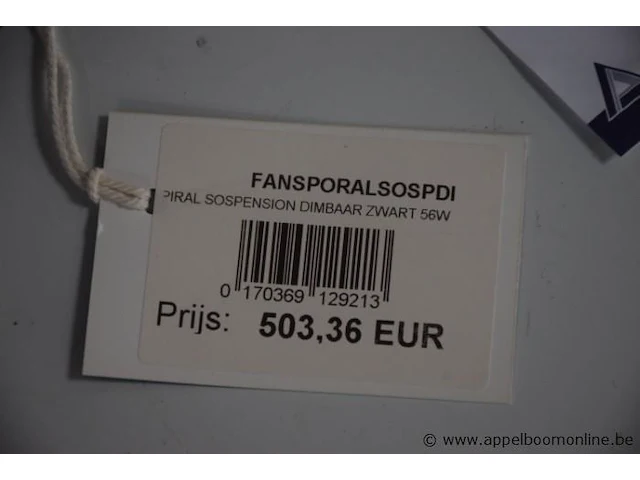 FANSPORALSOSPDI
PIRAL SOSPENSION DIMBAAR ZWART 56W
0 170369 129213
Prijs: 503,36 EUR
© www.appelboomonline.be